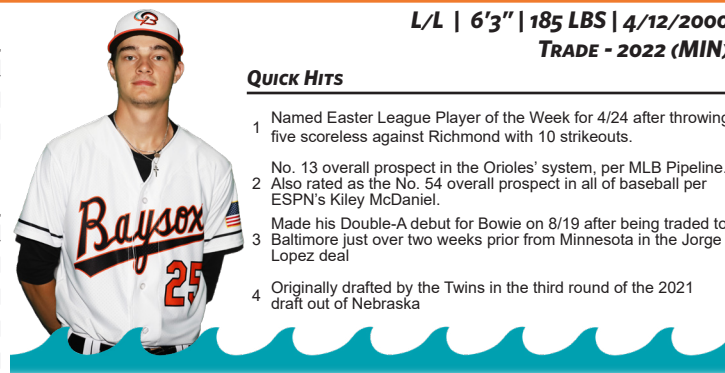 L/L | 6'3" | 185 LBS | 4/12/2000
TRADE - 2022 (MIN)
QUICK HITS
1 Named Easter League Player of the Week for 4/24 after throwing
five scoreless against Richmond with 10 strikeouts.
No. 13 overall prospect in the Orioles' system, per MLB Pipeline.
2 Also rated as the No. 54 overall prospect in all of baseball per
ESPN's Kiley McDaniel.
Made his Double-A debut for Bowie on 8/19 after being traded to
3 Baltimore just over two weeks prior from Minnesota in the Jorge
Lopez deal
4 Originally drafted by the Twins in the third round of the 2021
draft out of Nebraska
B
Baysox
25